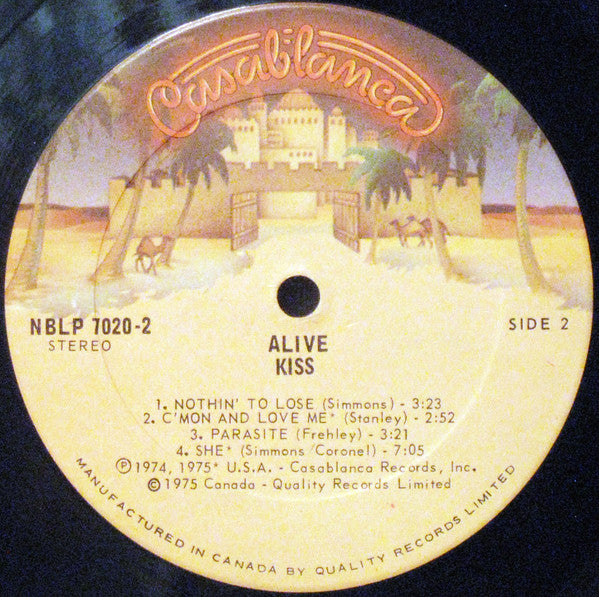 Casablanca
NBLP 7020-2
STEREO
SIDE 2
ALIVE
KISS
1. NOTHIN' TO LOSE (Simmons) - 3:23
2. C'MON AND LOVE ME* (Stanley) - 2:52
3. PARASITE (Frehley) - 3:21
4. SHE* (Simmons/Coronel) - 7:05
℗ 1974, 1975* U.S.A. - Casablanca Records, Inc.
© 1975 Canada - Quality Records Limited
MANUFACTURED IN CANADA BY QUALITY RECORDS LIMITED